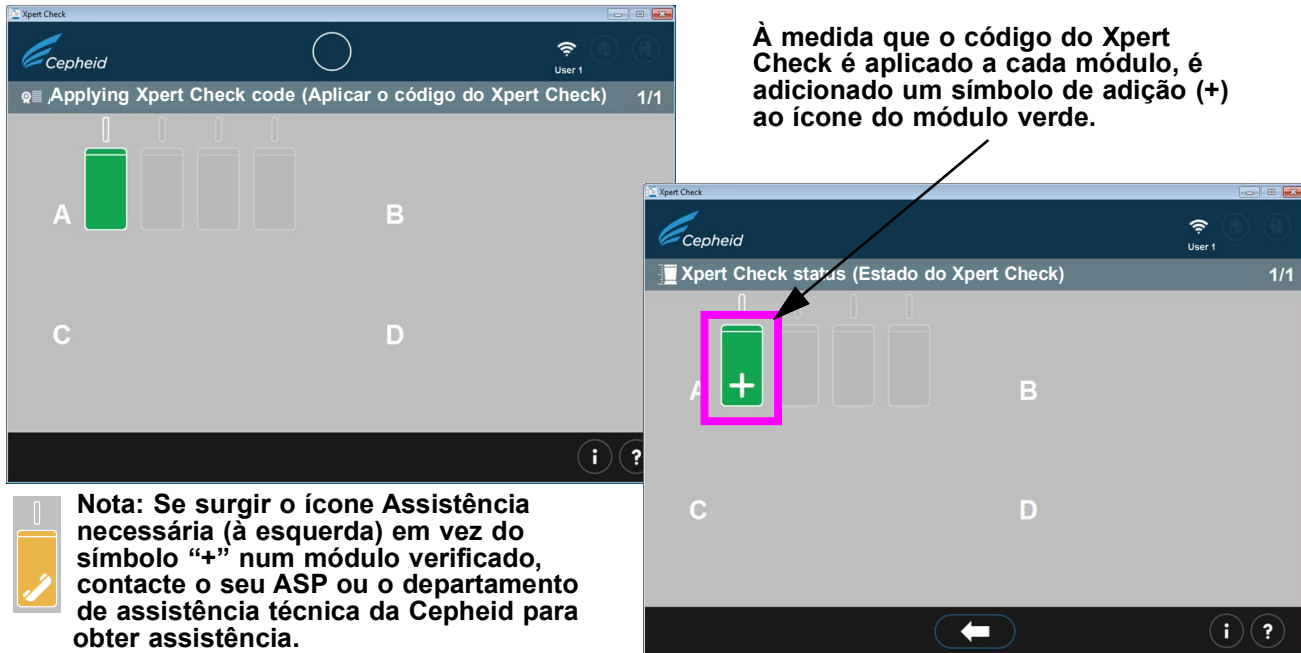 Xpert Check
Cepheid
User 1
Applying Xpert Check code (Aplicar o código do Xpert Check) 1/1
A
B
C
D
i ?
À medida que o código do Xpert
Check é aplicado a cada módulo, é
adicionado um símbolo de adição (+)
ao ícone do módulo verde.
Xpert Check
Cepheid
User 1
Xpert Check status (Estado do Xpert Check) 1/1
A
+
B
C
D
i ?
Nota: Se surgir o ícone Assistência
necessária (à esquerda) em vez do
símbolo “+” num módulo verificado,
contacte o seu ASP ou o departamento
de assistência técnica da Cepheid para
obter assistência.